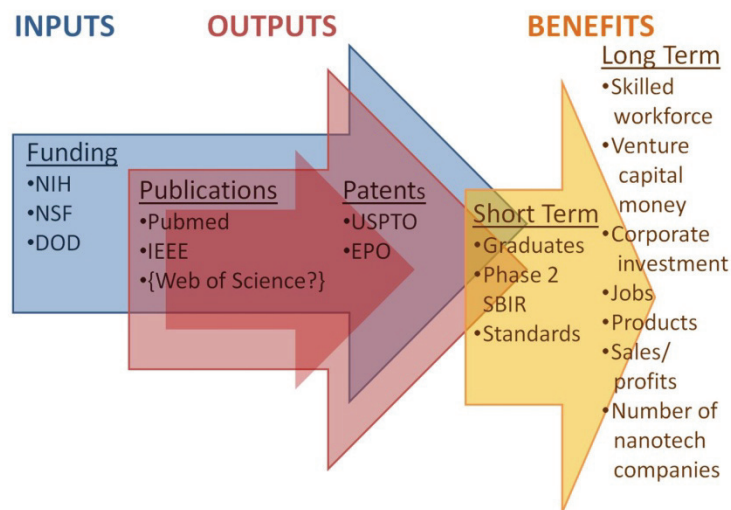 INPUTS
OUTPUTS
BENEFITS
Funding
•NIH
•NSF
•DOD
Publications
•Pubmed
•IEEE
•{Web of Science?}
Patents
•USPTO
•EPO
Short Term
•Graduates
•Phase 2
SBIR
•Standards
Long Term
•Skilled
workforce
•Venture
capital
money
•Corporate
investment
•Jobs
•Products
•Sales/
profits
•Number of
nanotech
companies